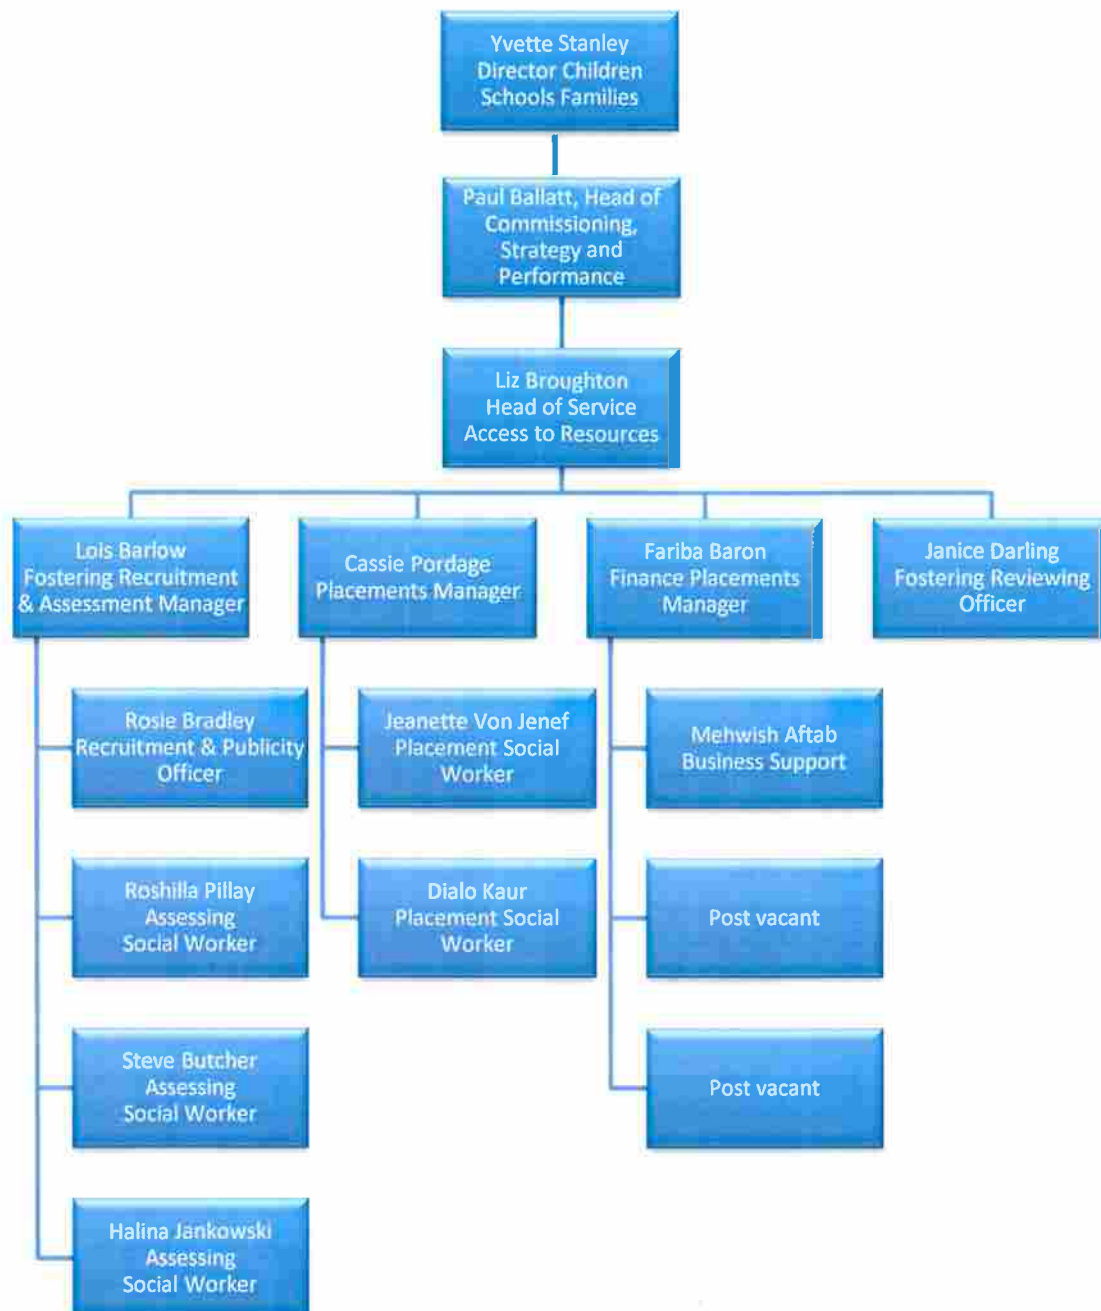 Yvette Stanley
Director Children
Schools Families
Paul Ballatt, Head of
Commissioning,
Strategy and
Performance
Liz Broughton
Head of Service
Access to Resources
Lois Barlow
Fostering Recruitment
& Assessment Manager
Cassie Pordage
Placements Manager
Fariba Baron
Finance Placements
Manager
Janice Darling
Fostering Reviewing
Officer
Rosie Bradley
Recruitment & Publicity
Officer
Jeanette Von Jenef
Placement Social
Worker
Mehwish Aftab
Business Support
Roshilla Pillay
Assessing
Social Worker
Dialo Kaur
Placement Social
Worker
Post vacant
Steve Butcher
Assessing
Social Worker
Post vacant
Halina Jankowski
Assessing
Social Worker